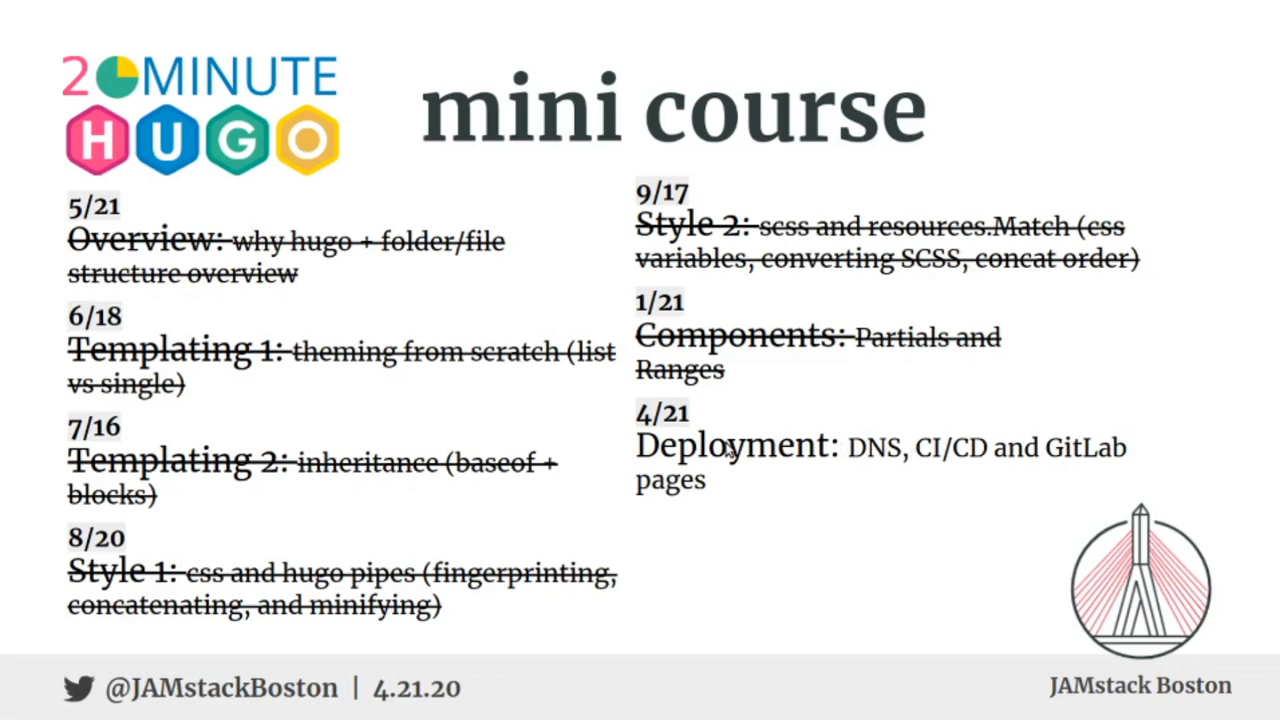 20MINUTE
HUGO
mini course
5/21
Overview: why hugo + folder/file
structure overview
6/18
Templating 1: theming from scratch (list
vs single)
7/16
Templating 2: inheritance (baseof +
blocks)
8/20
Style 1: css and hugo pipes (fingerprinting,
concatenating, and minifying)
9/17
Style 2: scss and resources.Match (css
variables, converting SCSS, concat order)
1/21
Components: Partials and
Ranges
4/21
Deployment: DNS, CI/CD and GitLab
pages
@JAMstackBoston | 4.21.20
JAMstack Boston